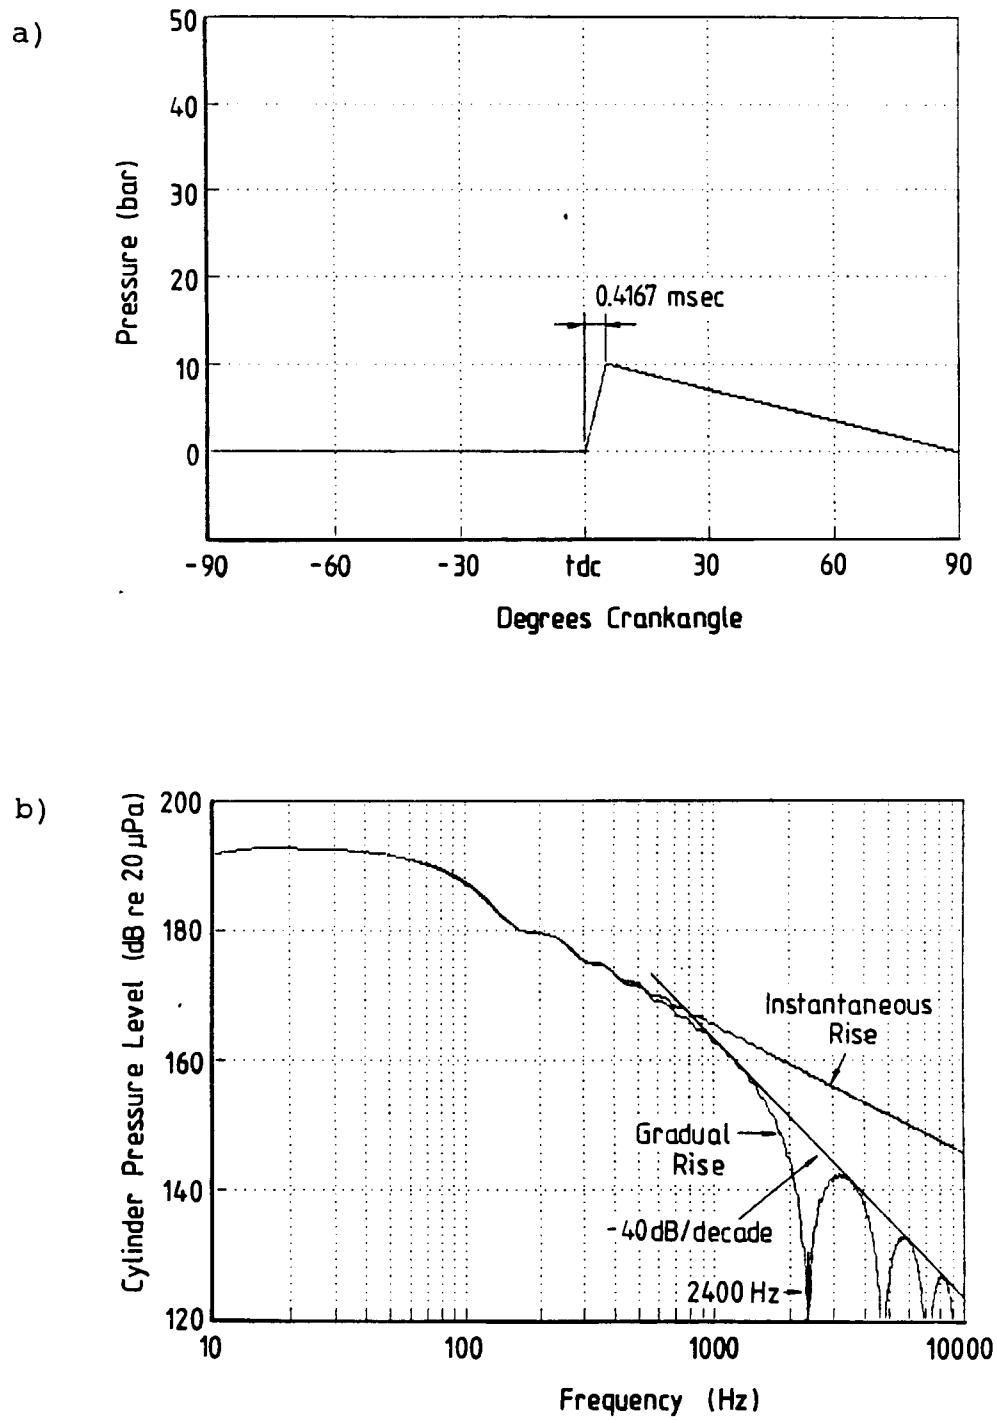 a)
Pressure (bar)
50
40
30
20
10
0
0.4167 msec
-90
-60
-30
tdc
30
60
90
Degrees Crankangle
b)
Cylinder Pressure Level (dB re 20 µPa)
200
180
160
140
120
Instantaneous
Rise
Gradual
Rise
-40 dB/decade
2400 Hz
10
100
1000
10000
Frequency (Hz)